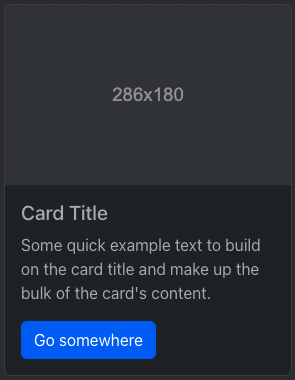 286x180
Card Title
Some quick example text to build
on the card title and make up the
bulk of the card's content.
Go somewhere